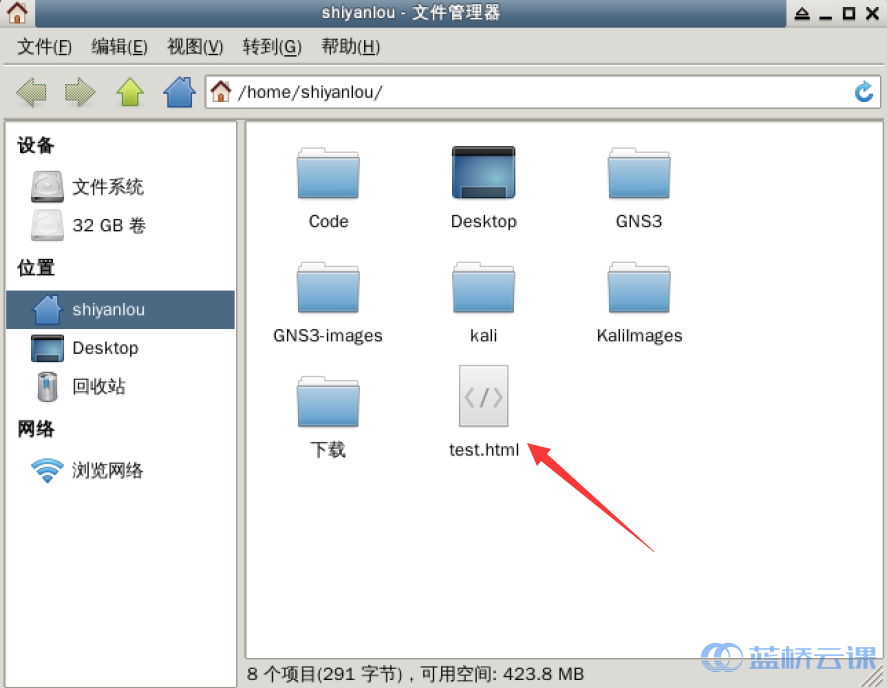 shiyanlou - 文件管理器
文件(F) 编辑(E) 视图(V) 转到(G) 帮助(H)
/home/shiyanlou/
设备
文件系统
32 GB 卷
位置
shiyanlou
Desktop
回收站
网络
浏览网络
Code Desktop GNS3
GNS3-images kali KaliImages
下载 test.html
8 个项目(291 字节)，可用空间: 423.8 MB
蓝桥云课